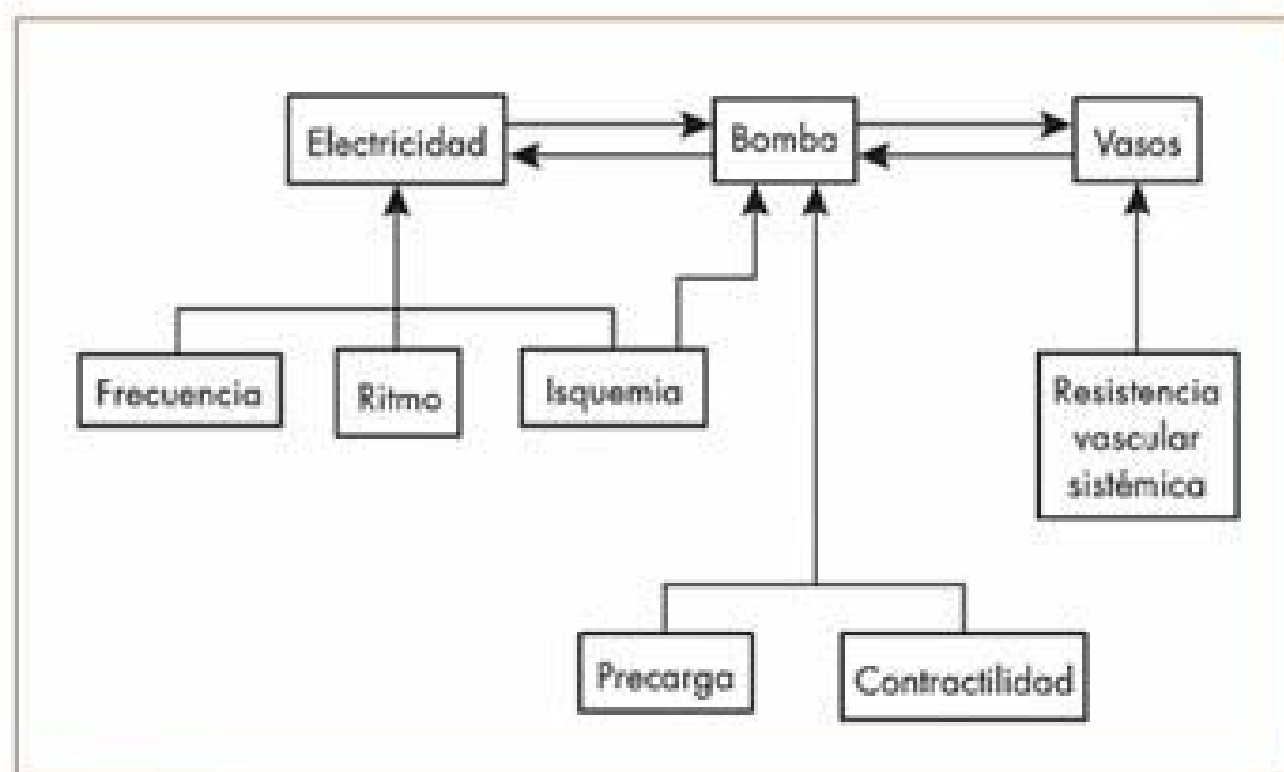 Electricidad
Bomba
Vasos
Frecuencia
Ritmo
Isquemia
Resistencia
vascular
sistémica
Precarga
Contractilidad